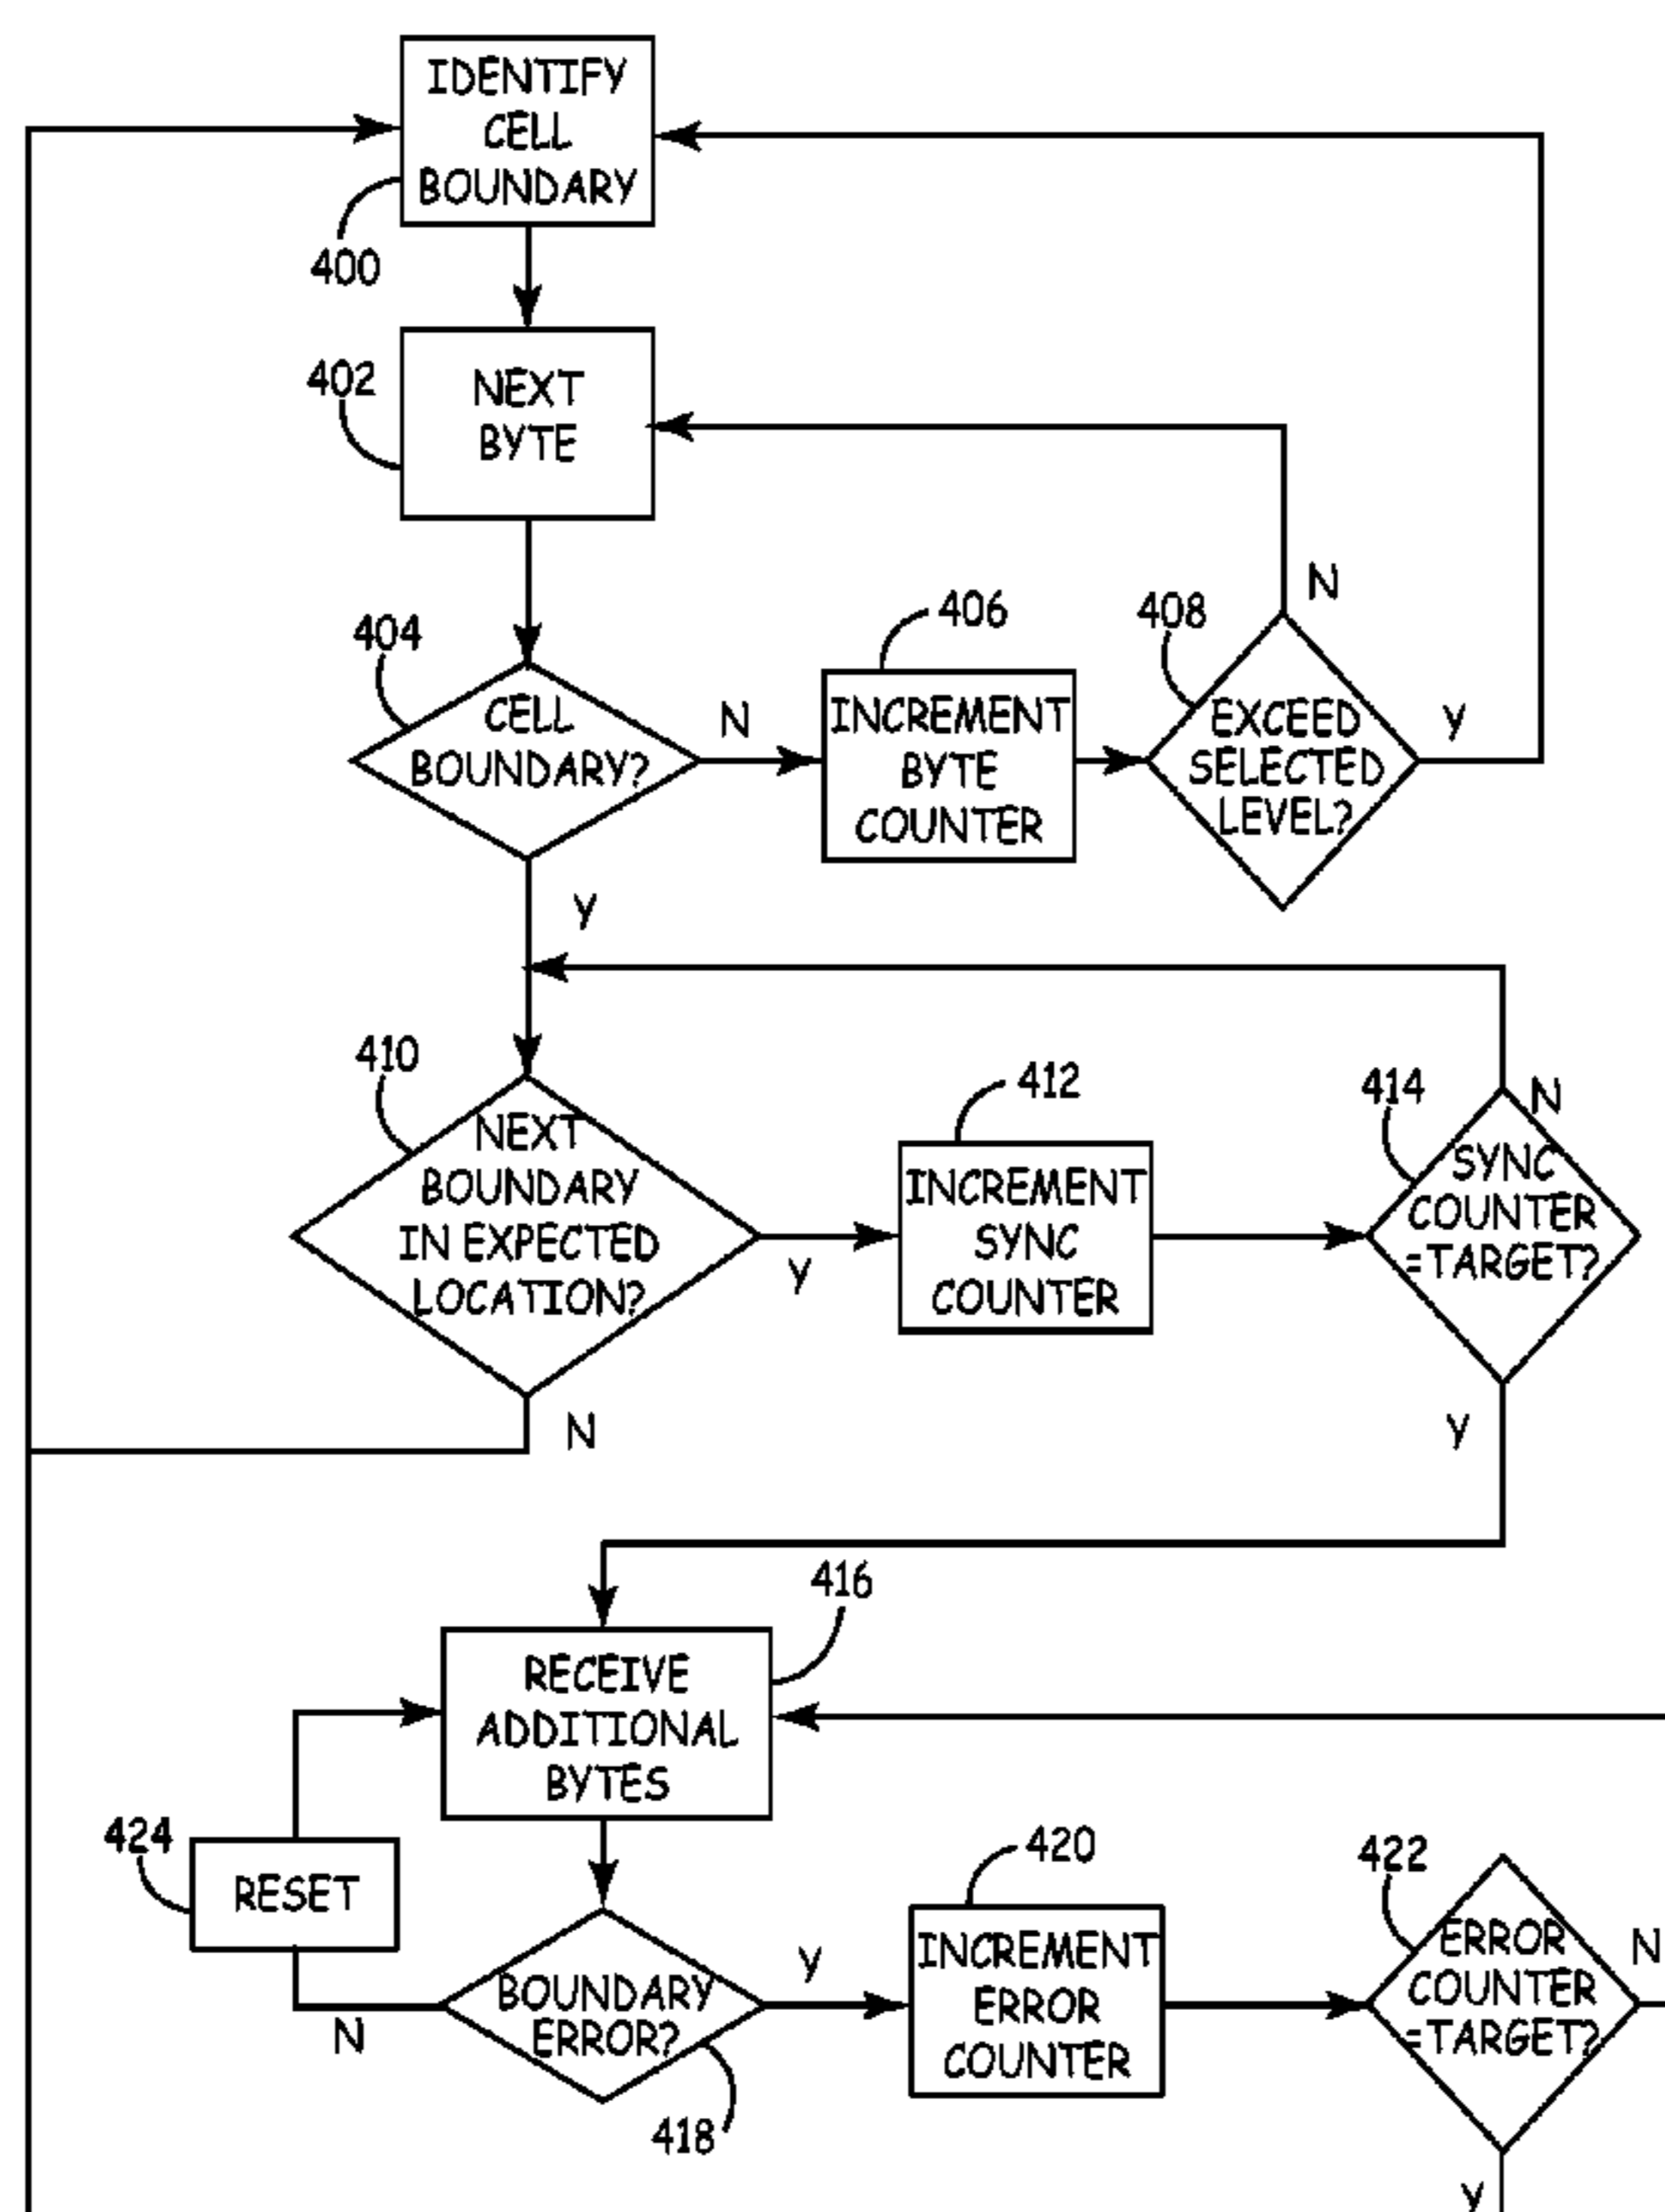 IDENTIFY
CELL
BOUNDARY
400
402
NEXT
BYTE
N
404
406
408
CELL
BOUNDARY?
N
INCREMENT
BYTE
COUNTER
EXCEED
SELECTED
LEVEL?
Y
Y
410
412
414
N
NEXT
BOUNDARY
IN EXPECTED
LOCATION?
Y
INCREMENT
SYNC
COUNTER
SYNC
COUNTER
=TARGET?
N
Y
416
RECEIVE
ADDITIONAL
BYTES
424
RESET
420
422
BOUNDARY
ERROR?
N
Y
INCREMENT
ERROR
COUNTER
ERROR
COUNTER
=TARGET?
N
418
Y